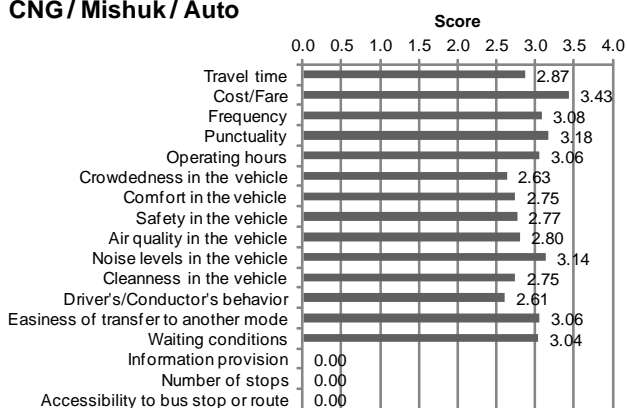 CNG / Mishuk / Auto
Score
0.0 0.5 1.0 1.5 2.0 2.5 3.0 3.5 4.0
Travel time 2.87
Cost/Fare 3.43
Frequency 3.08
Punctuality 3.18
Operating hours 3.06
Crowdedness in the vehicle 2.63
Comfort in the vehicle 2.75
Safety in the vehicle 2.77
Air quality in the vehicle 2.80
Noise levels in the vehicle 3.14
Cleanness in the vehicle 2.75
Driver's/Conductor's behavior 2.61
Easiness of transfer to another mode 3.06
Waiting conditions 3.04
Information provision 0.00
Number of stops 0.00
Accessibility to bus stop or route 0.00